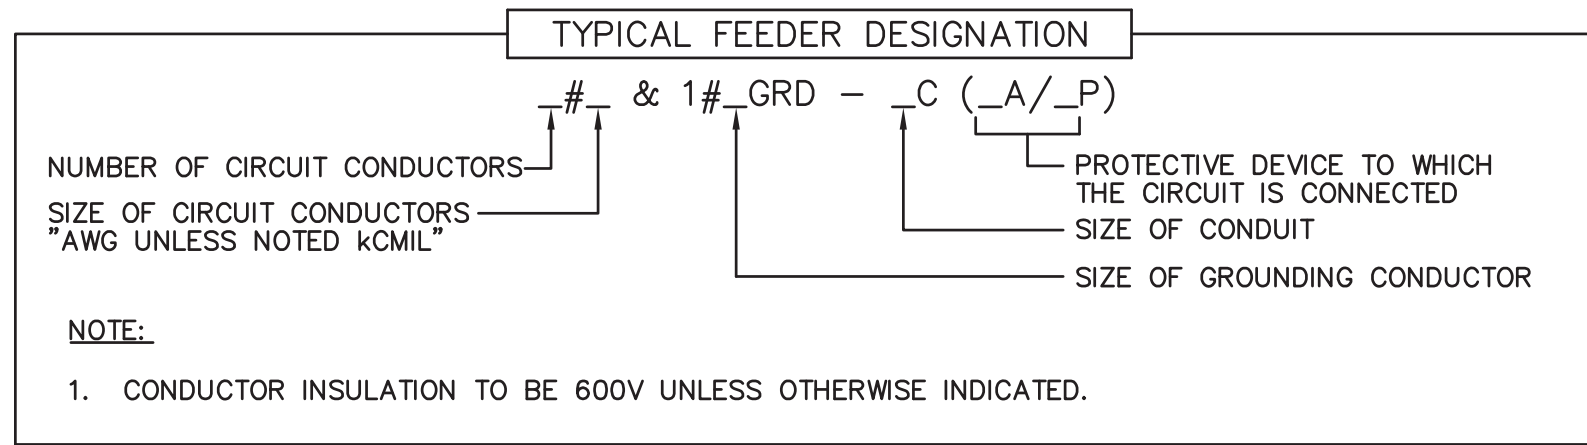 TYPICAL FEEDER DESIGNATION
_#_ & 1#_GRD - _C (_A/_P)
NUMBER OF CIRCUIT CONDUCTORS
SIZE OF CIRCUIT CONDUCTORS
"AWG UNLESS NOTED kCMIL"
PROTECTIVE DEVICE TO WHICH
THE CIRCUIT IS CONNECTED
SIZE OF CONDUIT
SIZE OF GROUNDING CONDUCTOR
NOTE:
1. CONDUCTOR INSULATION TO BE 600V UNLESS OTHERWISE INDICATED.